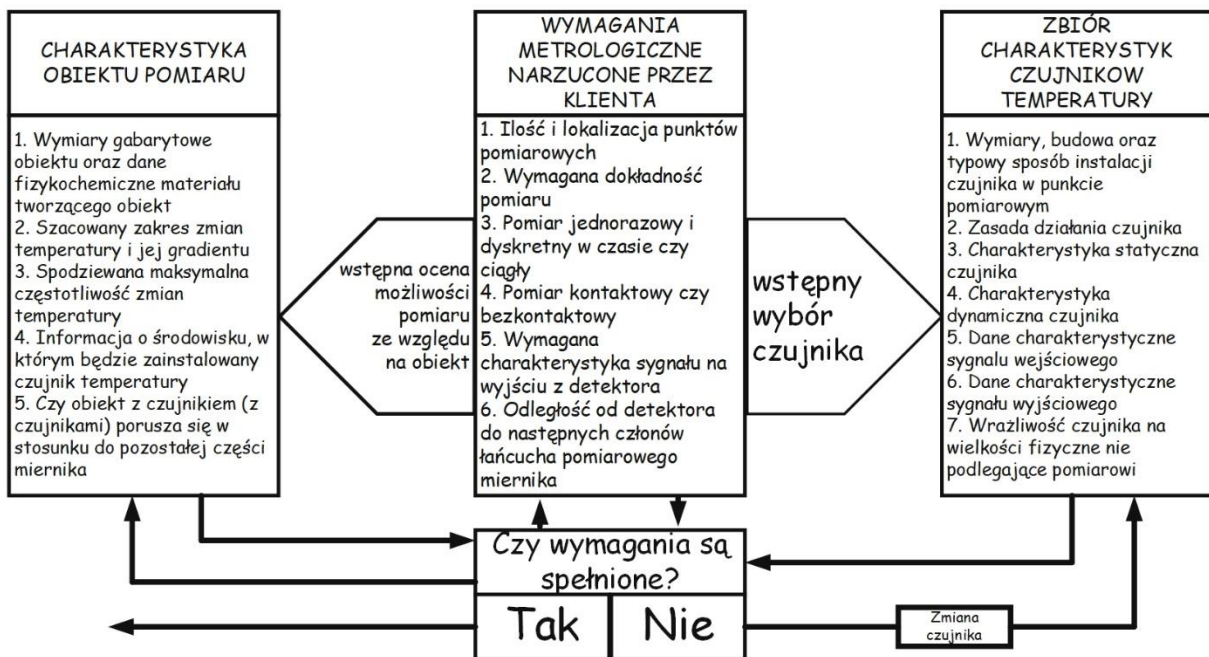 CHARAKTERYSTYKA
OBIEKTU POMIARU
1. Wymiary gabarytowe
obiektu oraz dane
fizykochemiczne materiału
tworzącego obiekt
2. Szacowany zakres zmian
temperatury i jej gradientu
3. Spodziewana maksymalna
częstotliwość zmian
temperatury
4. Informacja o środowisku, w
którym będzie zainstalowany
czujnik temperatury
5. Czy obiekt z czujnikiem (z
czujnikami) porusza się w
stosunku do pozostałej części
miernika
wstępna ocena
możliwości
pomiaru
ze względu
na obiekt
WYMAGANIA
METROLOGICZNE
NARZUCONE PRZEZ
KLIENTA
1. Ilość i lokalizacja punktów
pomiarowych
2. Wymagana dokładność
pomiaru
3. Pomiar jednorazowy i
dyskretny w czasie czy
ciągły
4. Pomiar kontaktowy czy
bezkontaktowy
5. Wymagana
charakterystyka sygnału na
wyjściu z detektora
6. Odległość od detektora
do następnych członów
łańcucha pomiarowego
miernika
wstępny
wybór
czujnika
ZBIÓR
CHARAKTERYSTYK
CZUJNIKOW
TEMPERATURY
1. Wymiary, budowa oraz
typowy sposób instalacji
czujnika w punkcie
pomiarowym
2. Zasada działania czujnika
3. Charakterystyka statyczna
czujnika
4. Charakterystyka
dynamiczna czujnika
5. Dane charakterystyczne
sygnalu wejściowego
6. Dane charakterystyczne
sygnału wyjściowego
7. Wrażliwość czujnika na
wielkości fizyczne nie
podlegające pomiarowi
Czy wymagania są
spełnione?
Tak
Nie
Zmiana
czujnika